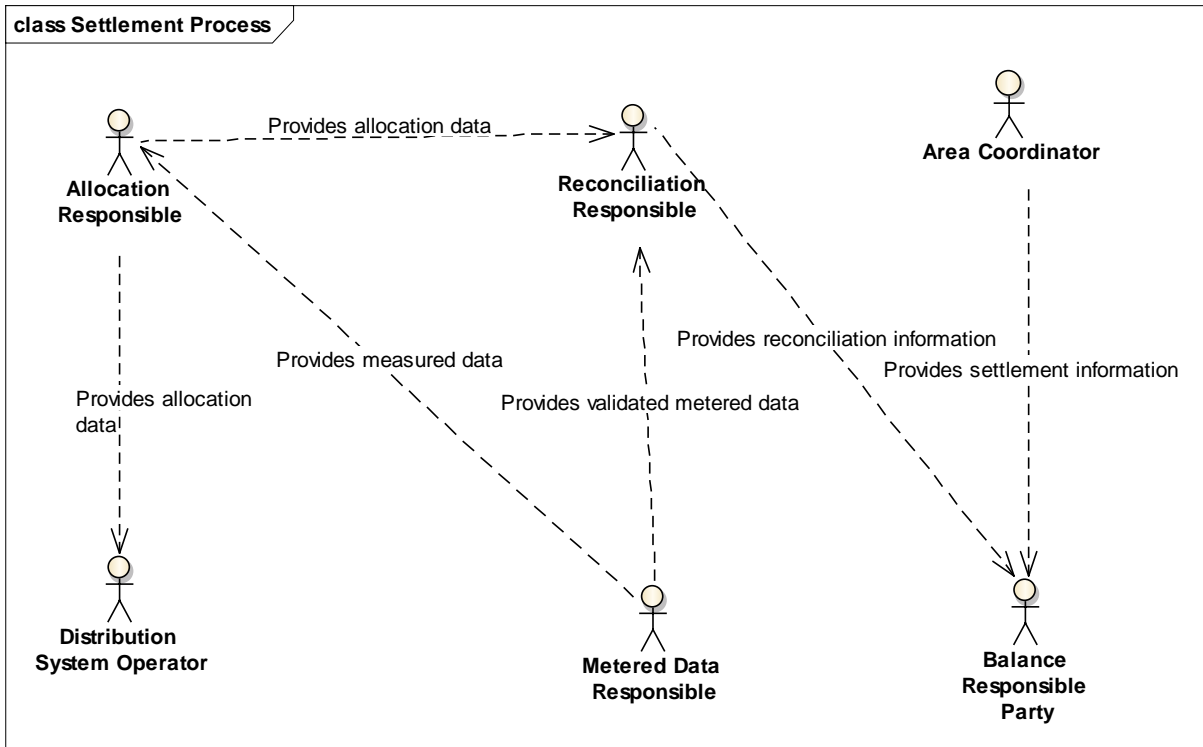 class Settlement Process
Provides allocation data
Allocation
Responsible
Reconciliation
Responsible
Area Coordinator
Provides reconciliation information
Provides measured data
Provides settlement information
Provides allocation
data
Provides validated metered data
Distribution
System Operator
Metered Data
Responsible
Balance
Responsible
Party